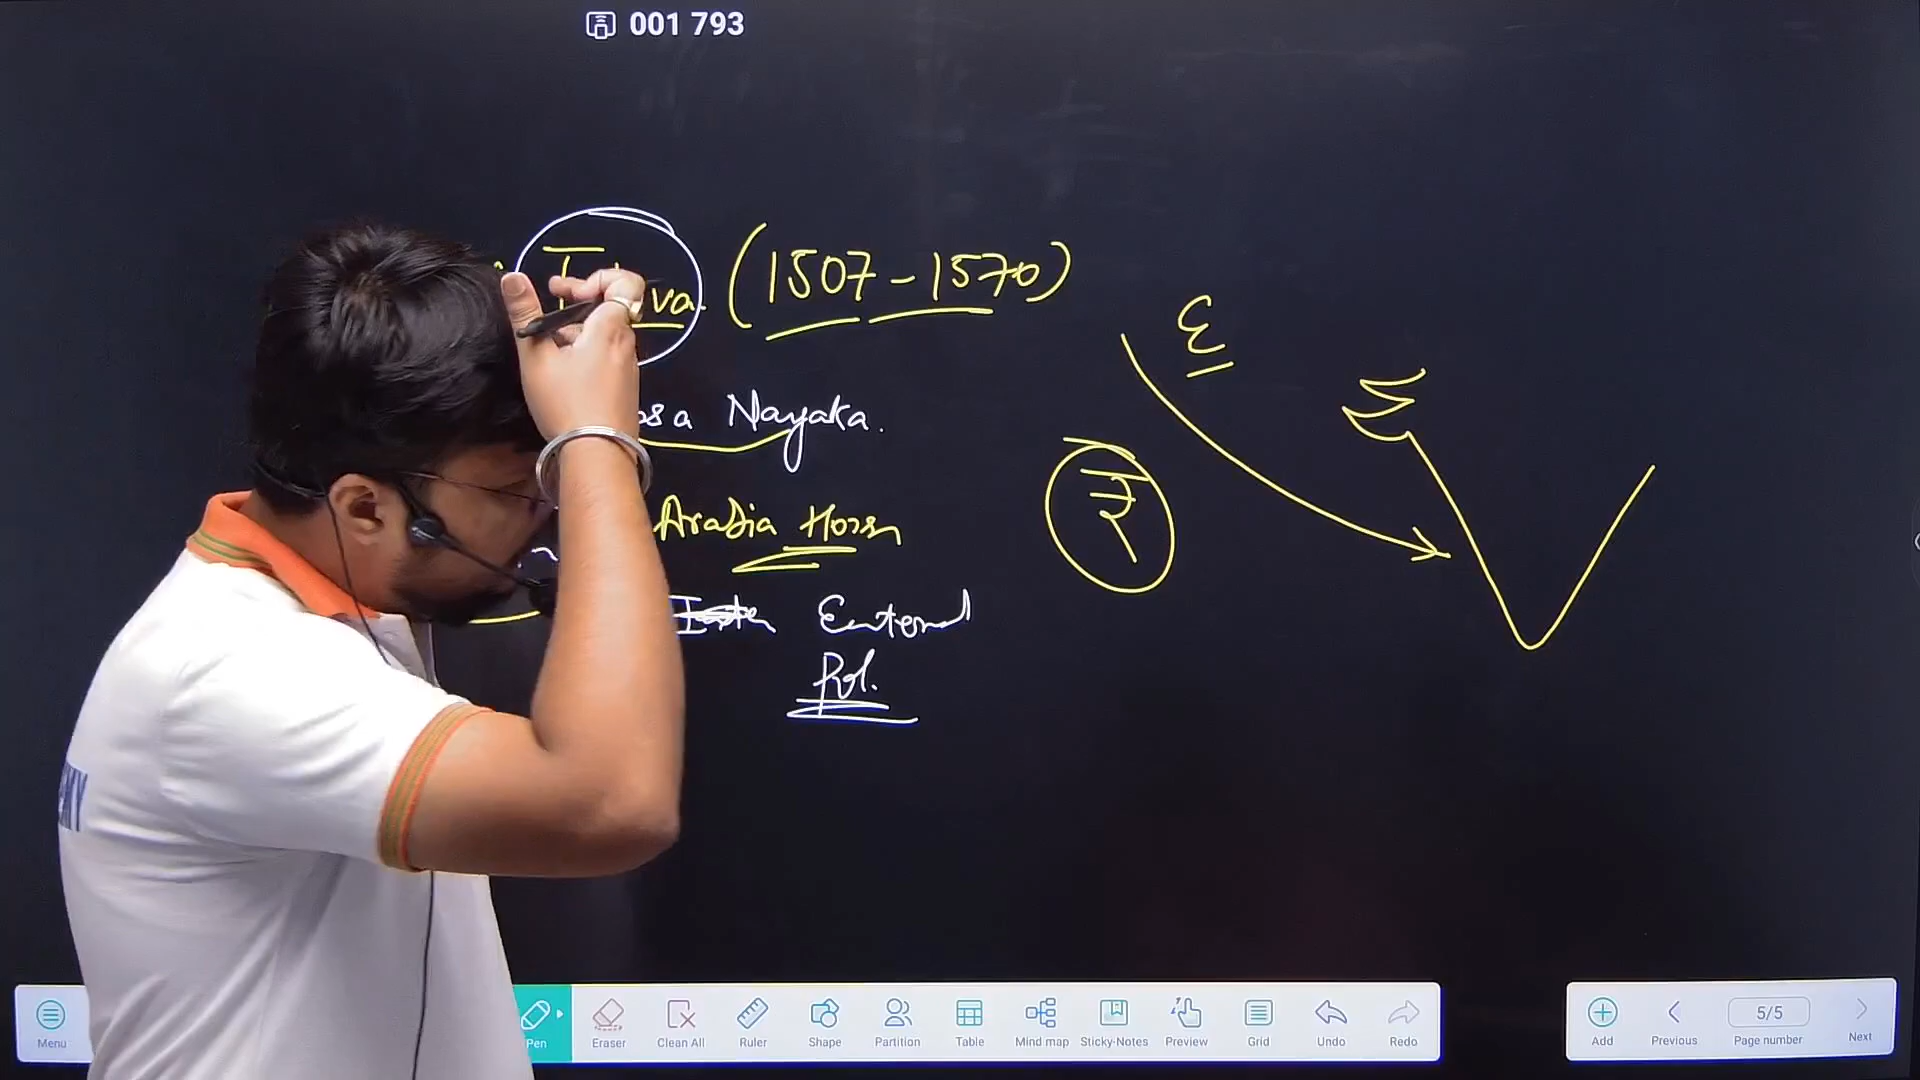 001 793
va. (1507-1570)
Nayaka.
Arabia Horse
External
Pol.
₹
Menu
Pen
Eraser
Clean All
Ruler
Shape
Partition
Table
Mind map
Sticky-Notes
Preview
Grid
Undo
Redo
Add
Previous
5/5
Page number
Next